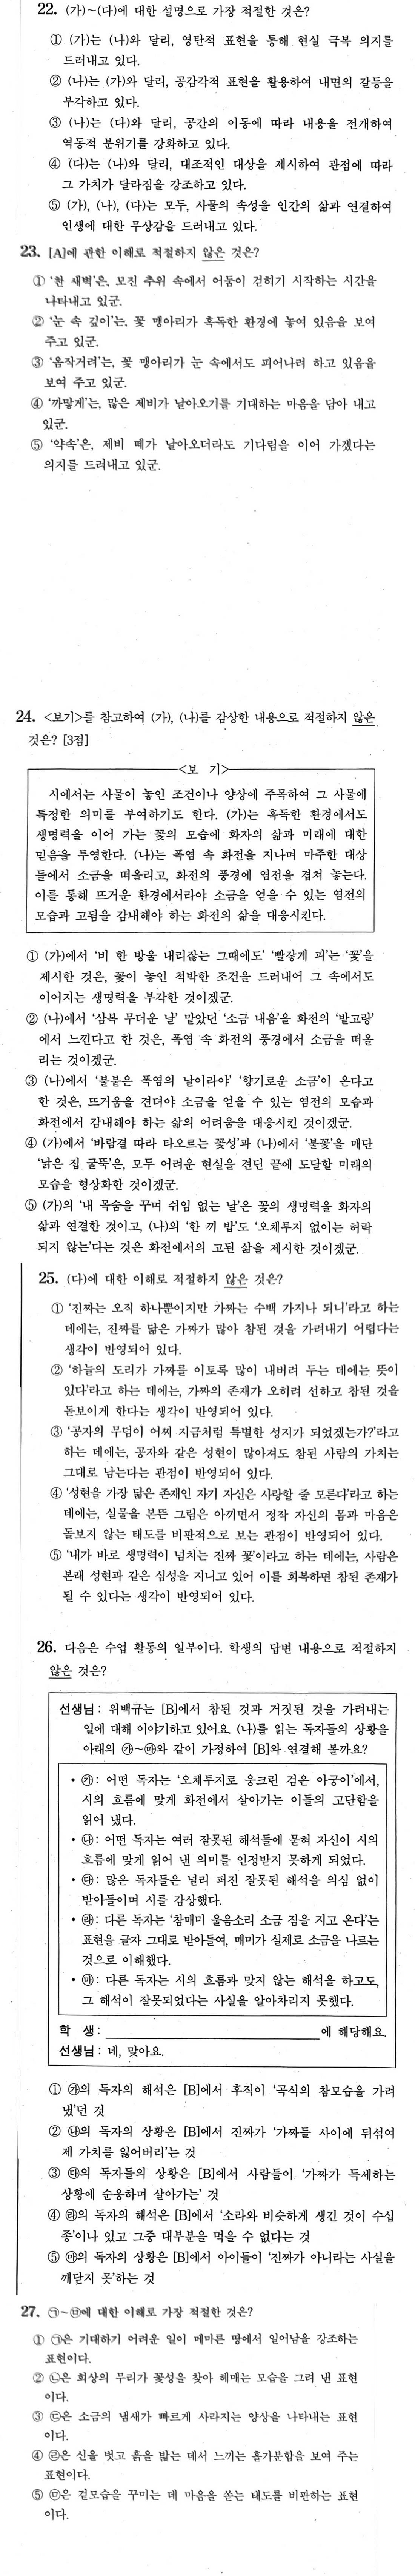 22. (가)~(다)에 대한 설명으로 가장 적절한 것은?
① (가)는 (나)와 달리, 영탄적 표현을 통해 현실 극복 의지를
드러내고 있다.
② (나)는 (가)와 달리, 공감각적 표현을 활용하여 내면의 갈등을
부각하고 있다.
③ (나)는 (다)와 달리, 공간의 이동에 따라 내용을 전개하여
역동적 분위기를 강화하고 있다.
④ (다)는 (나)와 달리, 대조적인 대상을 제시하여 관점에 따라
그 가치가 달라짐을 강조하고 있다.
⑤ (가), (나), (다)는 모두, 사물의 속성을 인간의 삶과 연결하여
인생에 대한 무상감을 드러내고 있다.
23. [A]에 관한 이해로 적절하지 않은 것은?
① ‘찬 새벽’은, 모진 추위 속에서 어둠이 걷히기 시작하는 시간을
나타내고 있군.
② ‘눈 속 깊이’는, 꽃 맹아리가 혹독한 환경에 놓여 있음을 보여
주고 있군.
③ ‘옴작거려’는, 꽃 맹아리가 눈 속에서도 피어나려 하고 있음을
보여 주고 있군.
④ ‘까맣게’는, 많은 제비가 날아오기를 기대하는 마음을 담아 내고
있군.
⑤ ‘약속’은, 제비 떼가 날아오더라도 기다림을 이어 가겠다는
의지를 드러내고 있군.
24. <보기>를 참고하여 (가), (나)를 감상한 내용으로 적절하지 않은
것은? [3점]
<보 기>
시에서는 사물이 놓인 조건이나 양상에 주목하여 그 사물에
특정한 의미를 부여하기도 한다. (가)는 혹독한 환경에서도
생명력을 이어 가는 꽃의 모습에 화자의 삶과 미래에 대한
믿음을 투영한다. (나)는 폭염 속 화전을 지나며 마주한 대상
들에서 소금을 떠올리고, 화전의 풍경에 염전을 겹쳐 놓는다.
이를 통해 뜨거운 환경에서라야 소금을 얻을 수 있는 염전의
모습과 고됨을 감내해야 하는 화전의 삶을 대응시킨다.
① (가)에서 ‘비 한 방울 내리잖는 그때에도’ ‘빨갛게 피’는 ‘꽃’을
제시한 것은, 꽃이 놓인 척박한 조건을 드러내어 그 속에서도
이어지는 생명력을 부각한 것이겠군.
② (나)에서 ‘삼복 무더운 날’ 맡았던 ‘소금 내음’을 화전의 ‘밭고랑’
에서 느낀다고 한 것은, 폭염 속 화전의 풍경에서 소금을 떠올
리는 것이겠군.
③ (나)에서 ‘불붙은 폭염의 날이라야’ ‘향기로운 소금’이 온다고
한 것은, 뜨거움을 견뎌야 소금을 얻을 수 있는 염전의 모습과
화전에서 감내해야 하는 삶의 어려움을 대응시킨 것이겠군.
④ (가)에서 ‘바람결 따라 타오르는 꽃성’과 (나)에서 ‘불꽃’을 매단
‘낡은 집 굴뚝’은, 모두 어려운 현실을 견딘 끝에 도달할 미래의
모습을 형상화한 것이겠군.
⑤ (가)의 ‘내 목숨을 꾸며 쉬임 없는 날’은 꽃의 생명력을 화자의
삶과 연결한 것이고, (나)의 ‘한 끼 밥’도 ‘오체투지 없이는 허락
되지 않는’다는 것은 화전에서의 고된 삶을 제시한 것이겠군.
25. (다)에 대한 이해로 적절하지 않은 것은?
① ‘진짜는 오직 하나뿐이지만 가짜는 수백 가지나 되니’라고 하는
데에는, 진짜를 닮은 가짜가 많아 참된 것을 가려내기 어렵다는
생각이 반영되어 있다.
② ‘하늘의 도리가 가짜를 이토록 많이 내버려 두는 데에는 뜻이
있다’라고 하는 데에는, 가짜의 존재가 오히려 선하고 참된 것을
돋보이게 한다는 생각이 반영되어 있다.
③ ‘공자의 무덤이 어찌 지금처럼 특별한 성지가 되었겠는가?’라고
하는 데에는, 공자와 같은 성현이 많아져도 참된 사람의 가치는
그대로 남는다는 관점이 반영되어 있다.
④ ‘성현을 가장 닮은 존재인 자기 자신은 사랑할 줄 모른다’라고 하는
데에는, 실물을 본뜬 그림은 아끼면서 정작 자신의 몸과 마음은
돌보지 않는 태도를 비판적으로 보는 관점이 반영되어 있다.
⑤ ‘내가 바로 생명력이 넘치는 진짜 꽃’이라고 하는 데에는, 사람은
본래 성현과 같은 심성을 지니고 있어 이를 회복하면 참된 존재가
될 수 있다는 생각이 반영되어 있다.
26. 다음은 수업 활동의 일부이다. 학생의 답변 내용으로 적절하지
않은 것은?
선생님: 위백규는 [B]에서 참된 것과 거짓된 것을 가려내는
일에 대해 이야기하고 있어요. (나)를 읽는 독자들의 상황을
아래의 ㉮~㉲와 같이 가정하여 [B]와 연결해 볼까요?
• ㉮: 어떤 독자는 ‘오체투지로 웅크린 검은 아궁이’에서,
시의 흐름에 맞게 화전에서 살아가는 이들의 고단함을
읽어 냈다.
• ㉯: 어떤 독자는 여러 잘못된 해석들에 묻혀 자신이 시의
흐름에 맞게 읽어 낸 의미를 인정받지 못하게 되었다.
• ㉰: 많은 독자들은 널리 퍼진 잘못된 해석을 의심 없이
받아들이며 시를 감상했다.
• ㉱: 다른 독자는 ‘참매미 울음소리 소금 짐을 지고 온다’는
표현을 글자 그대로 받아들여, 매미가 실제로 소금을 나르는
것으로 이해했다.
• ㉲: 다른 독자는 시의 흐름과 맞지 않는 해석을 하고도,
그 해석이 잘못되었다는 사실을 알아차리지 못했다.
학 생: ________________에 해당해요.
선생님: 네, 맞아요.
① ㉮의 독자의 해석은 [B]에서 후직이 ‘곡식의 참모습을 가려
냈’던 것
② ㉯의 독자의 상황은 [B]에서 진짜가 ‘가짜들 사이에 뒤섞여
제 가치를 잃어버리’는 것
③ ㉰의 독자들의 상황은 [B]에서 사람들이 ‘가짜가 득세하는
상황에 순응하며 살아가는’ 것
④ ㉱의 독자의 해석은 [B]에서 ‘소라와 비슷하게 생긴 것이 수십
종’이나 있고 그중 대부분을 먹을 수 없다는 것
⑤ ㉲의 독자의 상황은 [B]에서 아이들이 ‘진짜가 아니라는 사실을
깨닫지 못’하는 것
27. ㉠~㉤에 대한 이해로 가장 적절한 것은?
① ㉠은 기대하기 어려운 일이 메마른 땅에서 일어남을 강조하는
표현이다.
② ㉡은 회상의 무리가 꽃성을 찾아 헤매는 모습을 그려 낸 표현
이다.
③ ㉢은 소금의 냄새가 빠르게 사라지는 양상을 나타내는 표현
이다.
④ ㉣은 신을 벗고 흙을 밟는 데서 느끼는 홀가분함을 보여 주는
표현이다.
⑤ ㉤은 겉모습을 꾸미는 데 마음을 쏟는 태도를 비판하는 표현
이다.